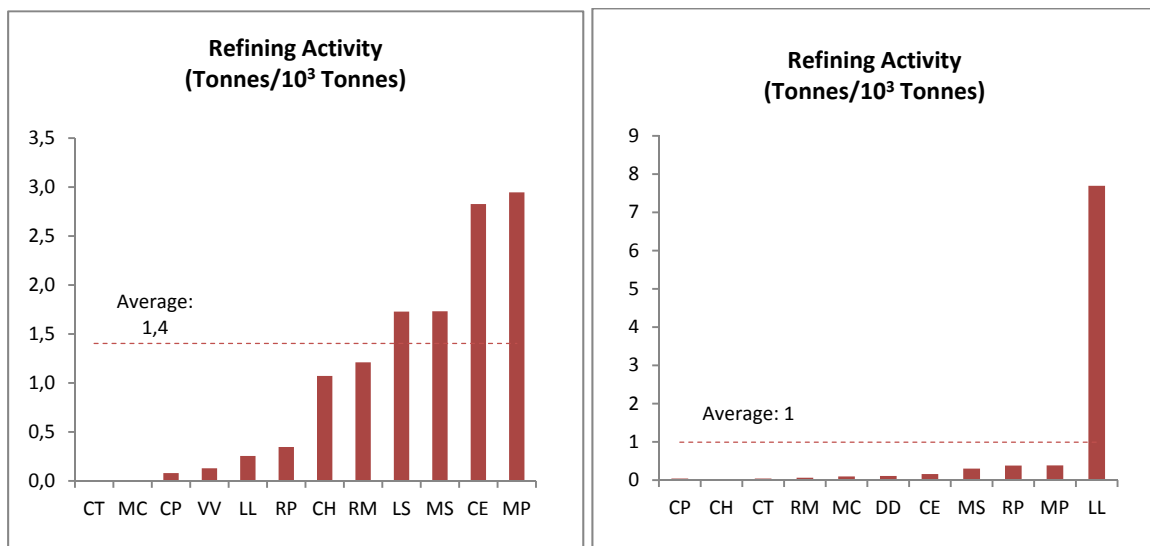 Refining Activity
(Tonnes/10³ Tonnes)
3,5
3,0
2,5
2,0
1,5
1,0
0,5
0,0
Average:
1,4
CT MC CP VV LL RP CH RM LS MS CE MP
Refining Activity
(Tonnes/10³ Tonnes)
9
8
7
6
5
4
3
2
1
0
Average: 1
CP CH CT RM MC DD CE MS RP MP LL